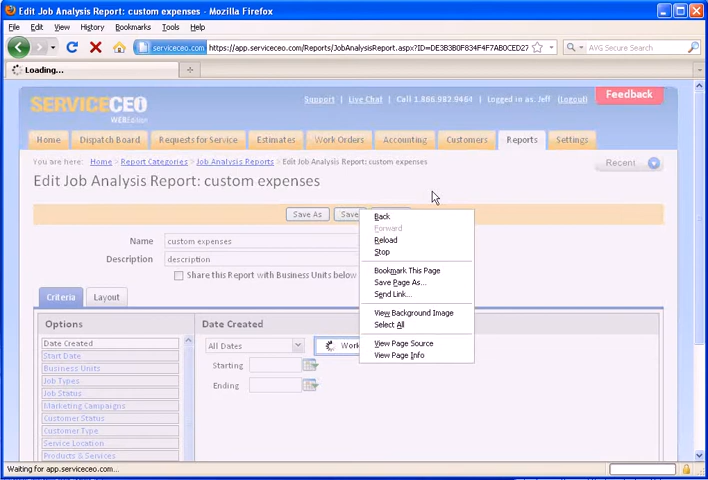 Edit Job Analysis Report: custom expenses - Mozilla Firefox
File Edit View History Bookmarks Tools Help
serviceceo.com https://app.serviceceo.com/Reports/JobAnalysisReport.aspx?ID=DE3B3F0F834F4F7AB0CED27 AVG Secure Search
Loading...
SERVICECEO
WEBEdition
Support | Live Chat | Call 1.866.982.9464 | Logged in as: Jeff (Logout)
Feedback
Home Dispatch Board Requests for Service Estimates Work Orders Accounting Customers Reports Settings
You are here: Home > Report Categories > Job Analysis Reports > Edit Job Analysis Report: custom expenses
Recent
Edit Job Analysis Report: custom expenses
Save As Save
Name custom expenses
Description description
Share this Report with Business Units below
Criteria Layout
Options
Date Created
Start Date
Business Units
Job Types
Job Status
Marketing Campaigns
Customer Status
Customer Type
Service Location
Products & Services
Date Created
All Dates
Starting
Ending
Back
Forward
Reload
Stop
Bookmark This Page
Save Page As...
Send Link...
View Background Image
Select All
View Page Source
View Page Info
Waiting for app.serviceceo.com...